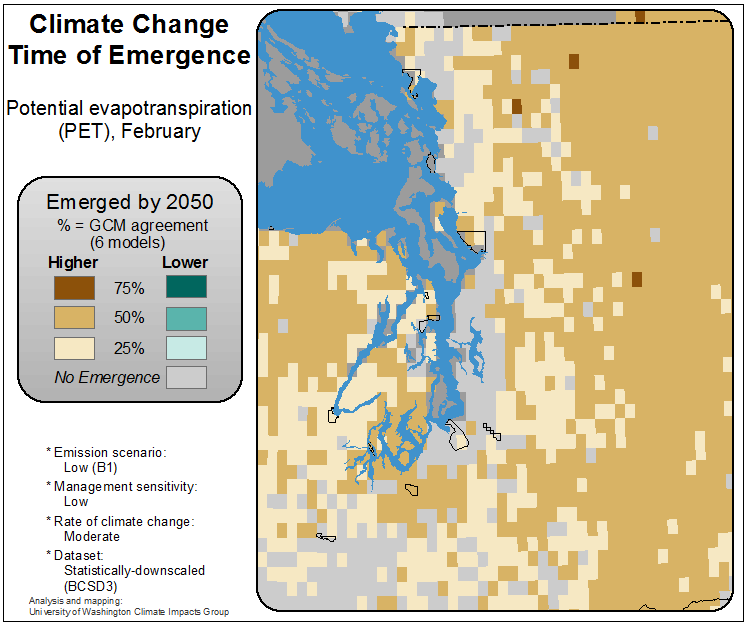 Climate Change
Time of Emergence
Potential evapotranspiration
(PET), February
Emerged by 2050
% = GCM agreement
(6 models)
Higher Lower
75%
50%
25%
No Emergence
* Emission scenario:
Low (B1)
* Management sensitivity:
Low
* Rate of climate change:
Moderate
* Dataset:
Statistically-downscaled
(BCSD3)
Analysis and mapping:
University of Washington Climate Impacts Group